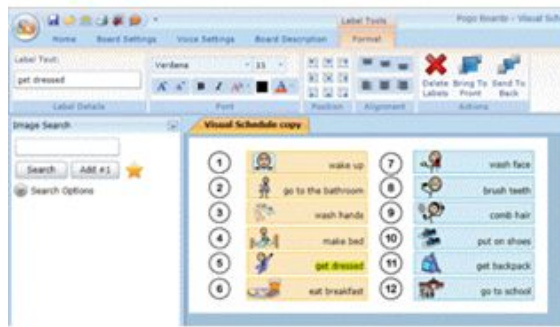 Label Tools
Pogo Boards - Visual Sch
Home Board Settings Voice Settings Board Description Format
Label Text:
get dressed
Verdana 11
Delete Labels
Bring To Front
Send To Back
Label Details Font Position Alignment Actions
Image Search
Search Add #1
Search Options
Visual Schedule copy
1 wake up
2 go to the bathroom
3 wash hands
4 make bed
5 get dressed
6 eat breakfast
7 wash face
8 brush teeth
9 comb hair
10 put on shoes
11 get backpack
12 go to school